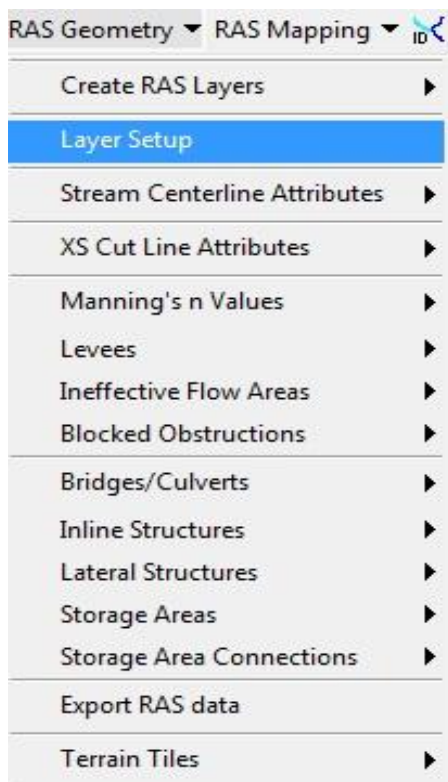 RAS Geometry RAS Mapping ID
Create RAS Layers
Layer Setup
Stream Centerline Attributes
XS Cut Line Attributes
Manning's n Values
Levees
Ineffective Flow Areas
Blocked Obstructions
Bridges/Culverts
Inline Structures
Lateral Structures
Storage Areas
Storage Area Connections
Export RAS data
Terrain Tiles